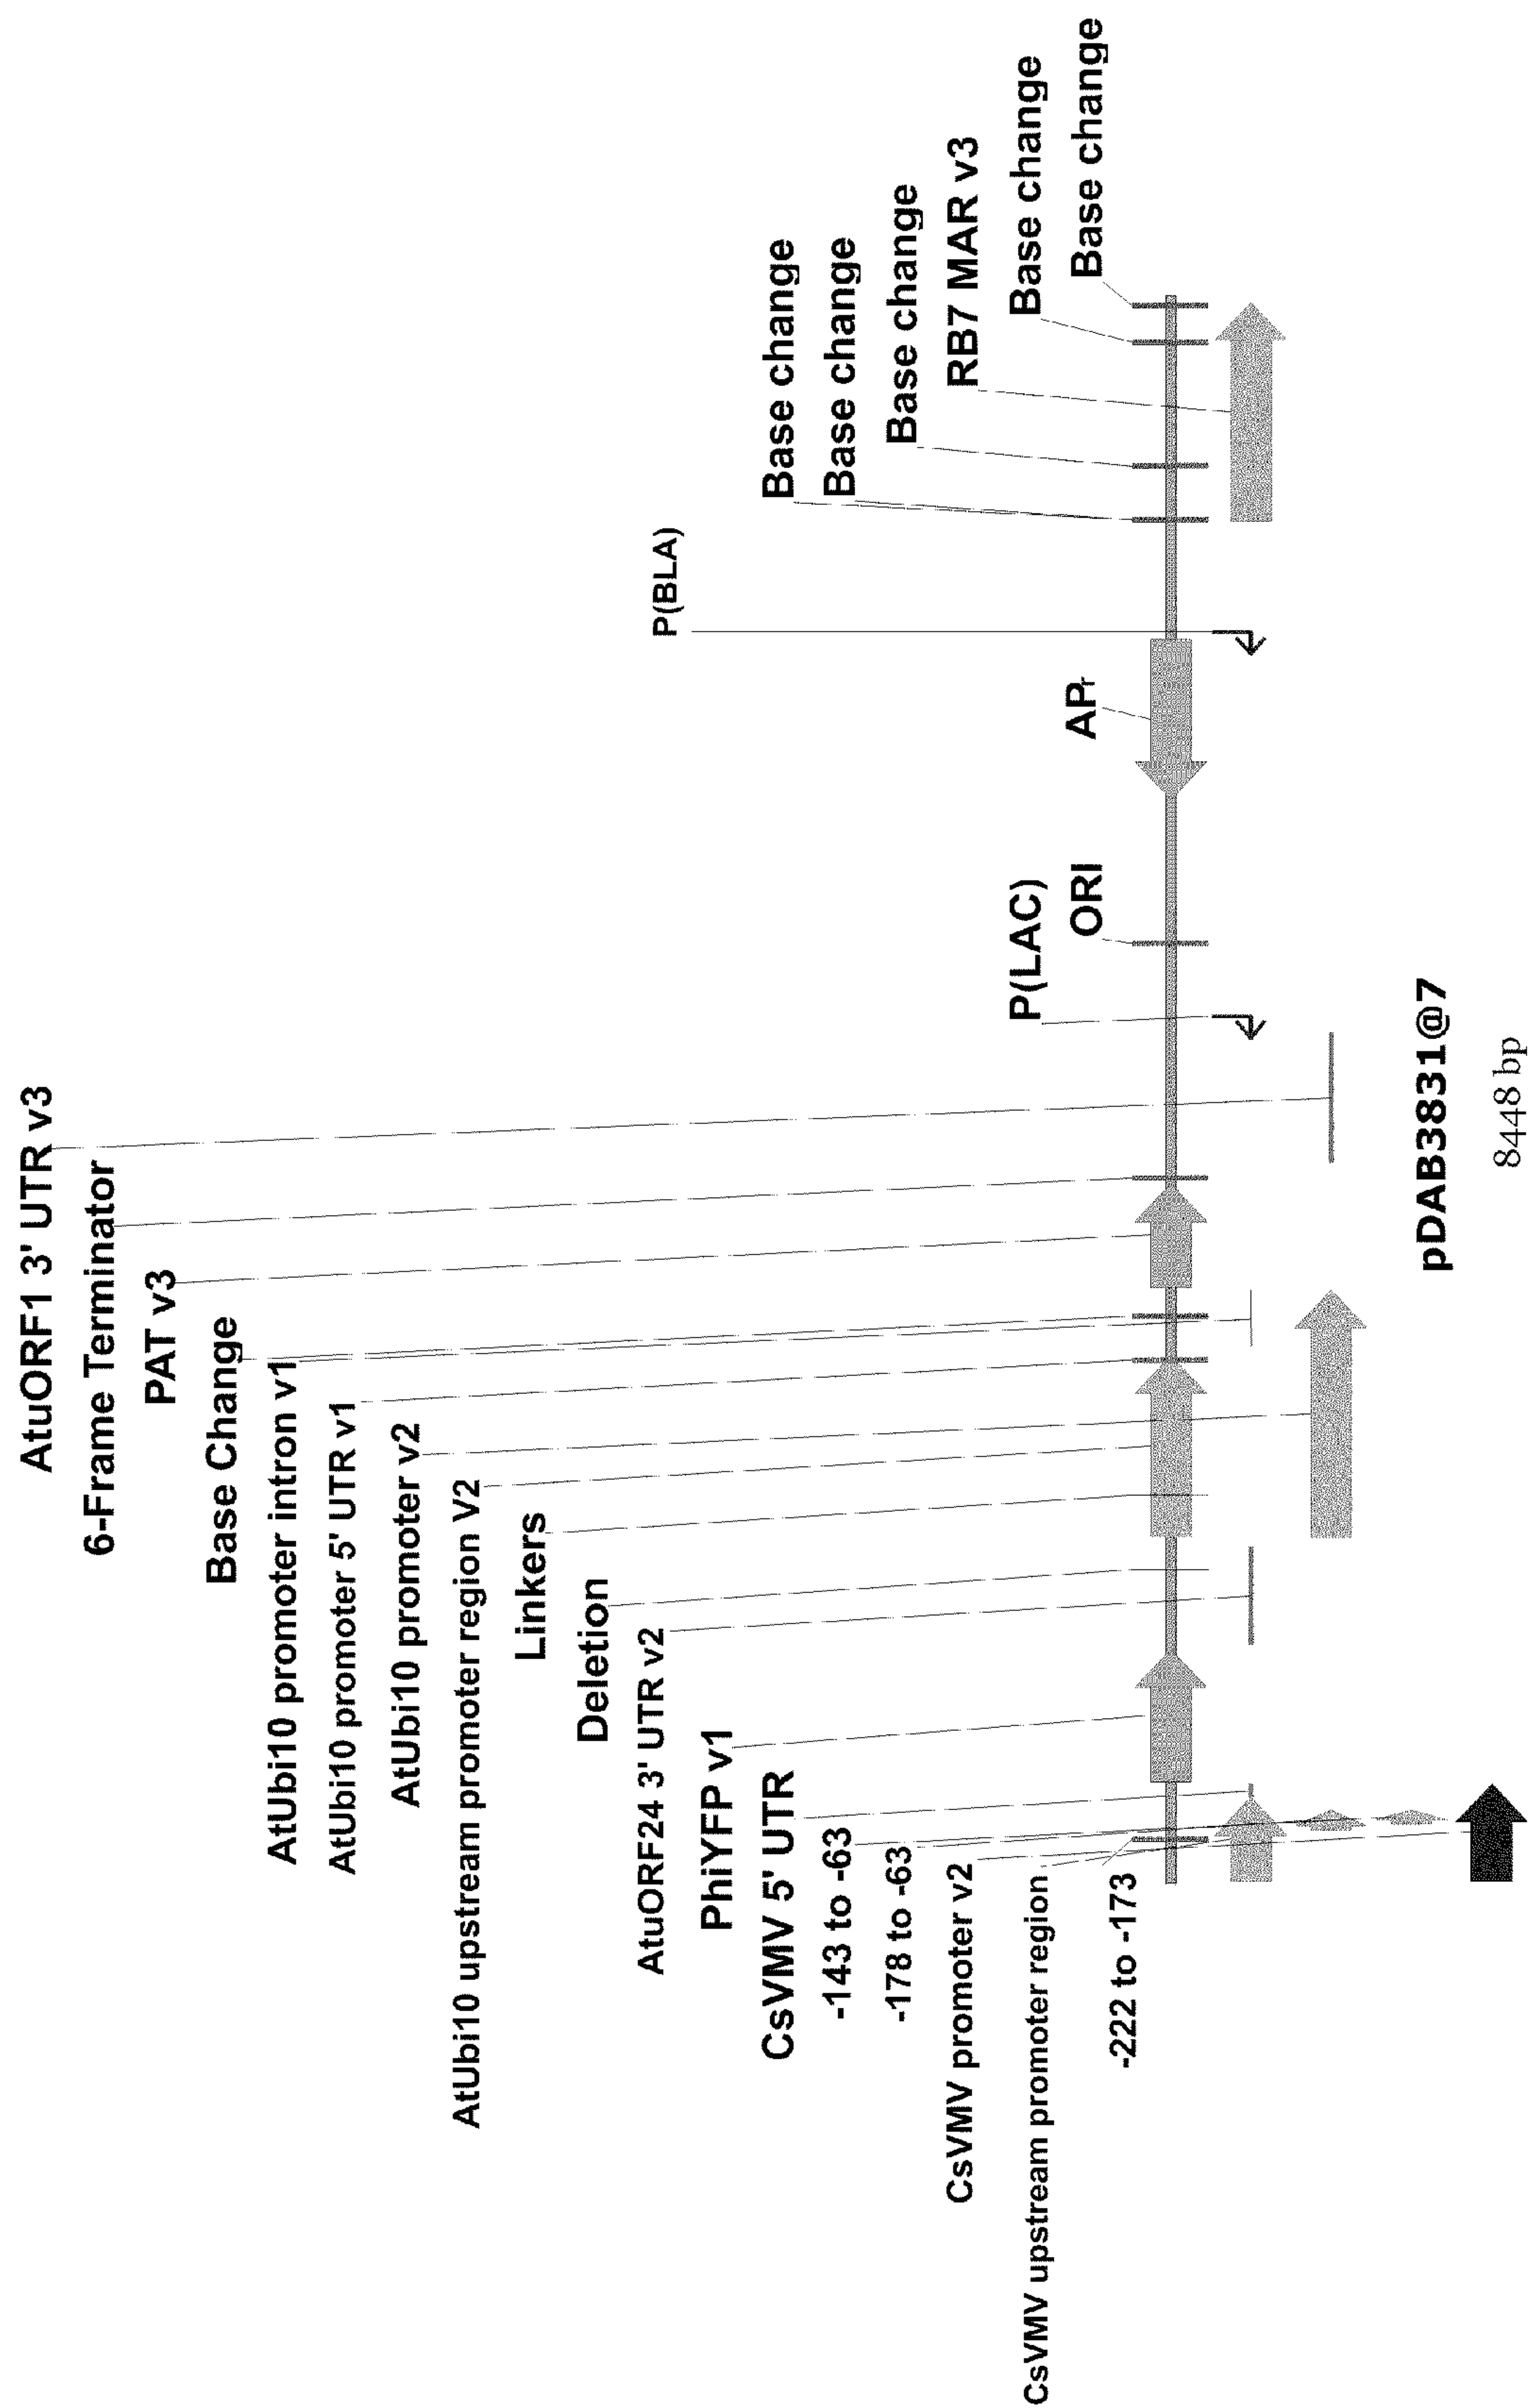 AtuORF1 3' UTR v3
6-Frame Terminator
PAT v3
Base Change
AtUbi10 promoter intron v1
AtUbi10 promoter 5' UTR v1
AtUbi10 promoter v2
AtUbi10 upstream promoter region V2
Linkers
Deletion
AtuORF24 3' UTR v2
PhiYFP v1
CsVMV 5' UTR
-143 to -63
-178 to -63
CsVMV promoter v2
CsVMV upstream promoter region
-222 to -173
P(LAC)
ORI
APr
P(BLA)
Base change
Base change
Base change
RB7 MAR v3
Base change
Base change
pDAB3831@7
8448 bp